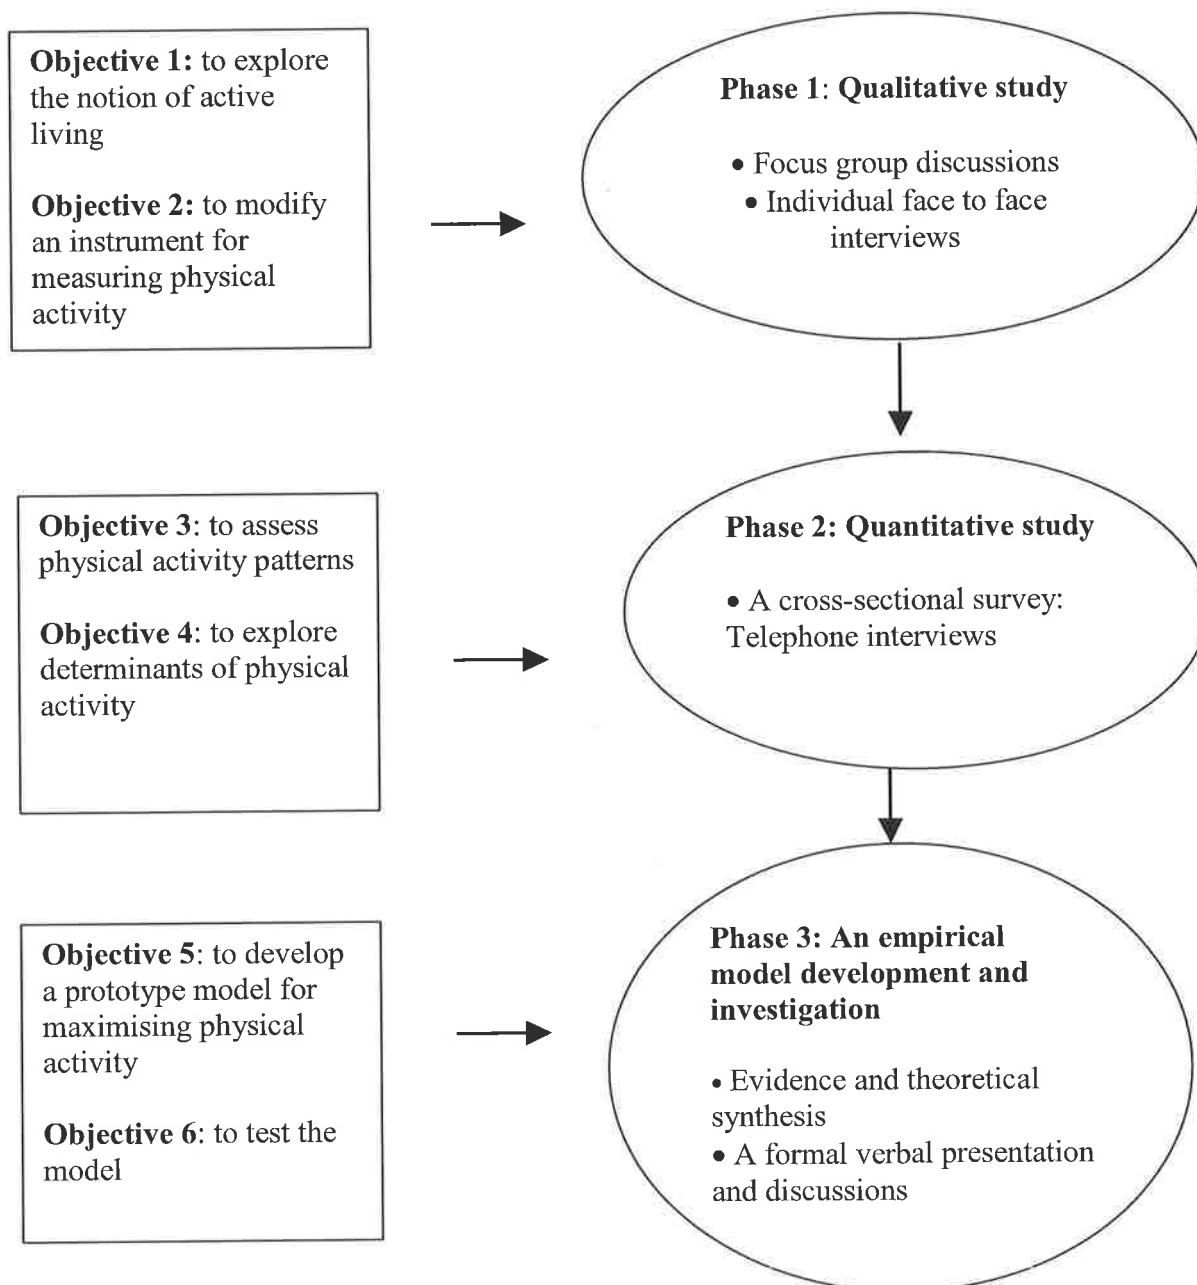 Objective 1: to explore
the notion of active
living
Objective 2: to modify
an instrument for
measuring physical
activity
Phase 1: Qualitative study
• Focus group discussions
• Individual face to face
interviews
Objective 3: to assess
physical activity patterns
Objective 4: to explore
determinants of physical
activity
Phase 2: Quantitative study
• A cross-sectional survey:
Telephone interviews
Objective 5: to develop
a prototype model for
maximising physical
activity
Objective 6: to test the
model
Phase 3: An empirical
model development and
investigation
• Evidence and theoretical
synthesis
• A formal verbal presentation
and discussions